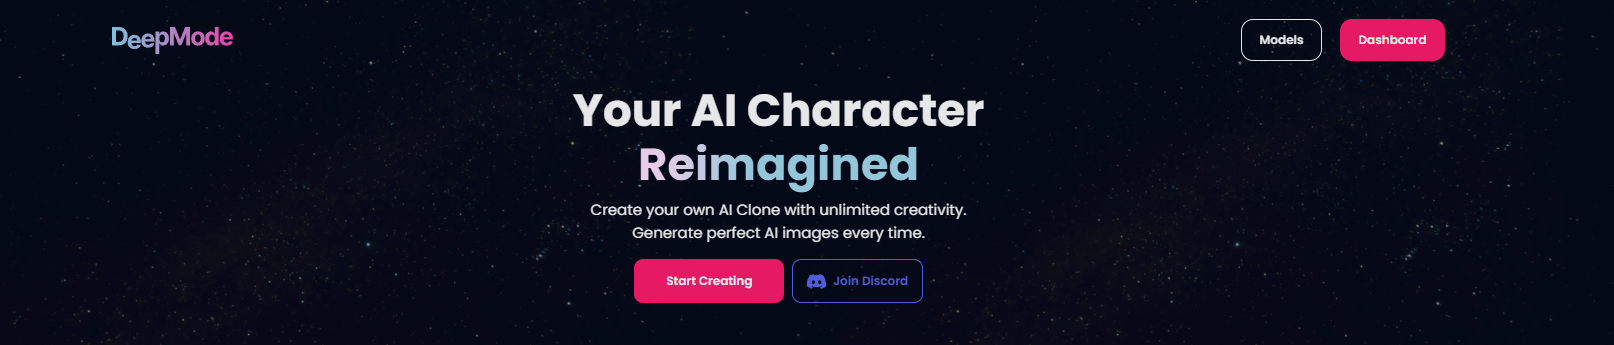 DeepMode
Models
Dashboard
Your AI Character
Reimagined
Create your own AI Clone with unlimited creativity.
Generate perfect AI images every time.
Start Creating
Join Discord